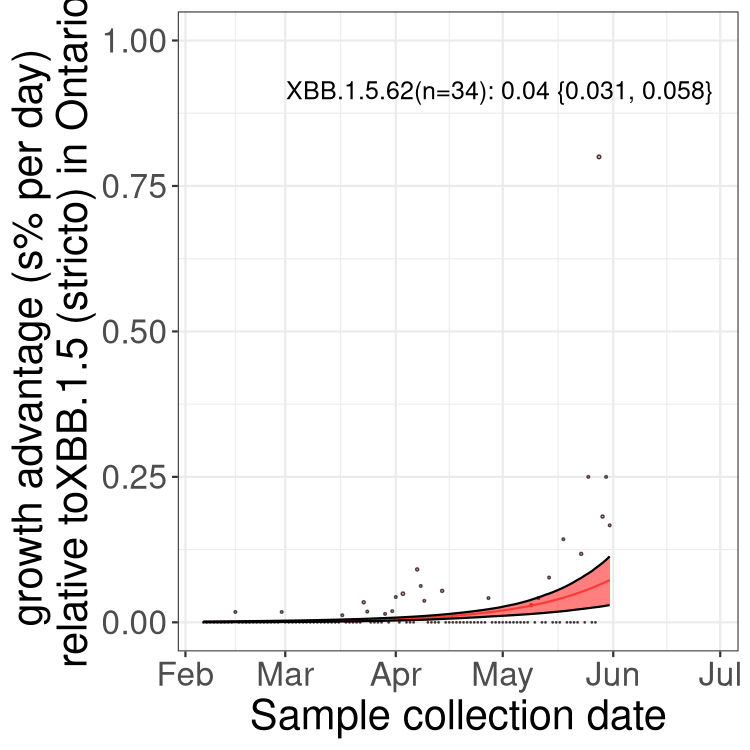 growth advantage (s% per day)
relative toXBB.1.5 (stricto) in Ontario
1.00
0.75
0.50
0.25
0.00
XBB.1.5.62(n=34): 0.04 {0.031, 0.058}
Feb Mar Apr May Jun Jul
Sample collection date